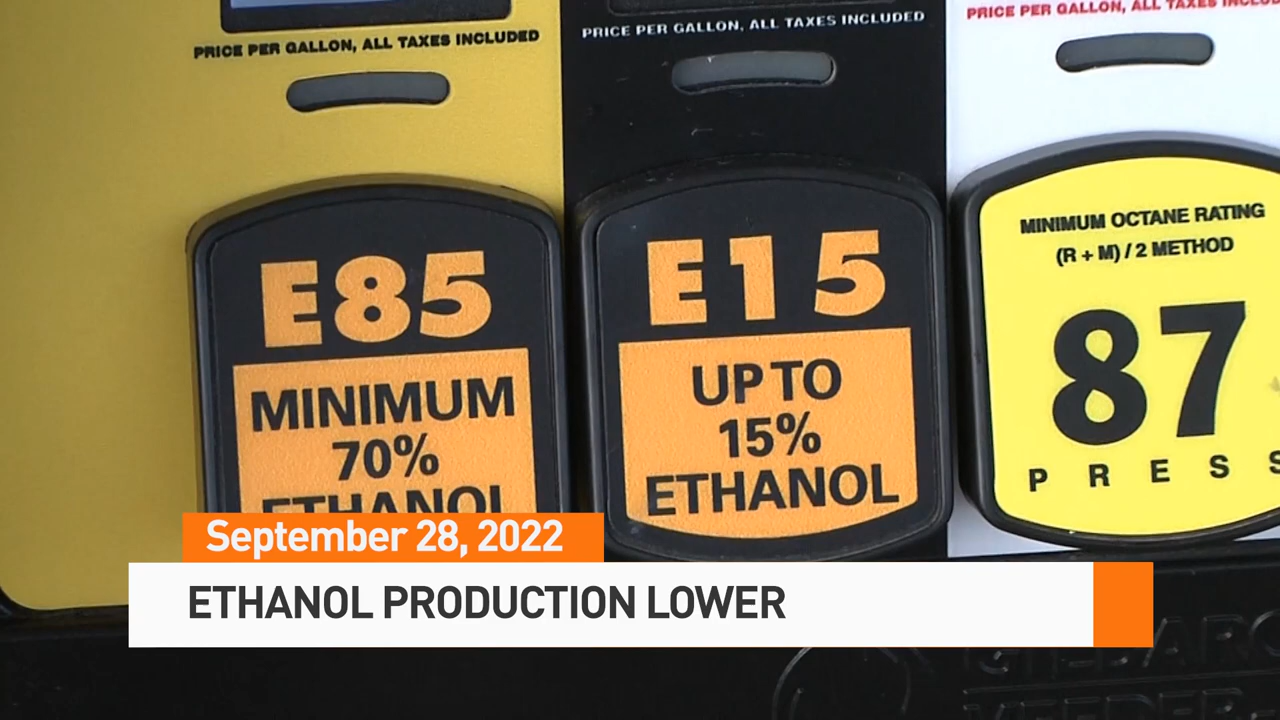 PRICE PER GALLON, ALL TAXES INCLUDED
PRICE PER GALLON, ALL TAXES INCLUDED
PRICE PER GALLON, ALL TAXES
E85
MINIMUM
70%
ETHANOL
E15
UP TO
15%
ETHANOL
MINIMUM OCTANE RATING
(R + M) / 2 METHOD
87
PRESS
September 28, 2022
ETHANOL PRODUCTION LOWER